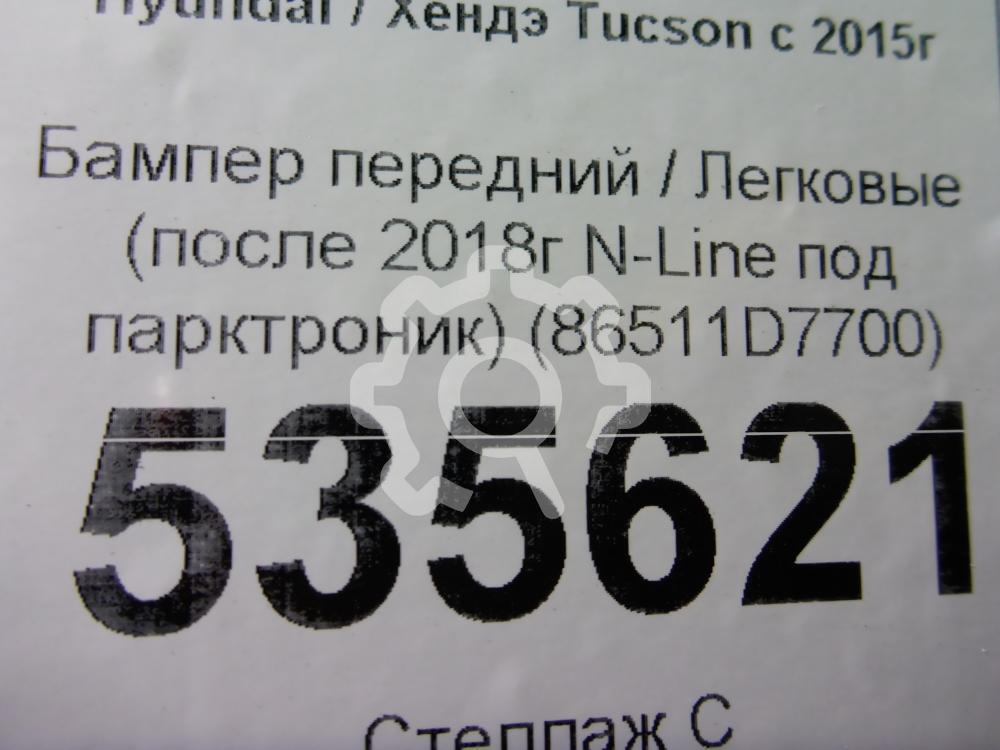 Hyundai / Хендэ Tucson с 2015г
Бампер передний / Легковые
(после 2018г N-Line под
парктроник) (86511D7700)
535621
Стеллаж С